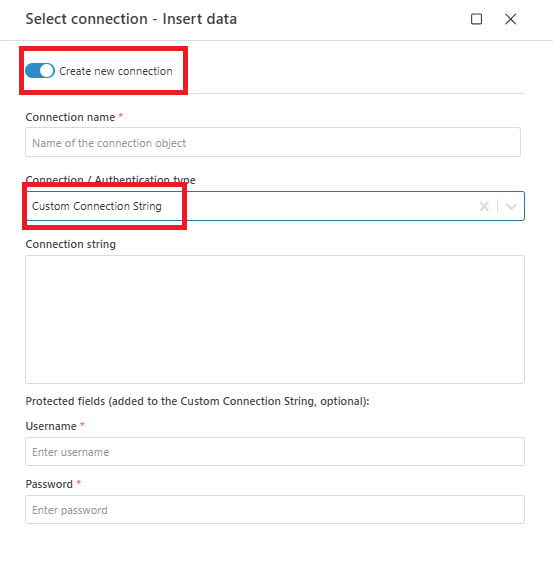 Select connection - Insert data
Create new connection
Connection name *
Name of the connection object
Connection / Authentication type
Custom Connection String
Connection string
Protected fields (added to the Custom Connection String, optional):
Username *
Enter username
Password *
Enter password